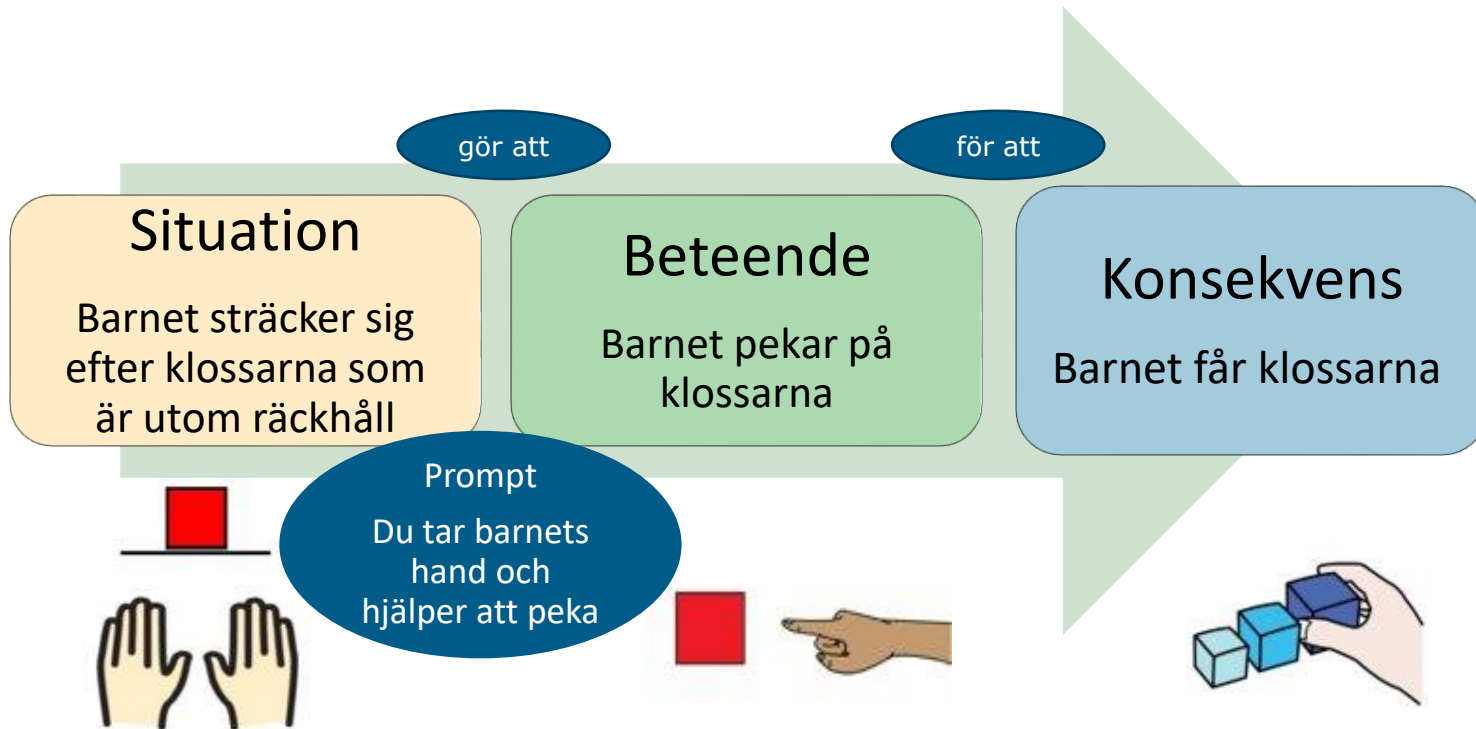 gör att
för att
Situation
Barnet sträcker sig
efter klossarna som
är utom räckhåll
Beteende
Barnet pekar på
klossarna
Konsekvens
Barnet får klossarna
Prompt
Du tar barnets
hand och
hjälper att peka